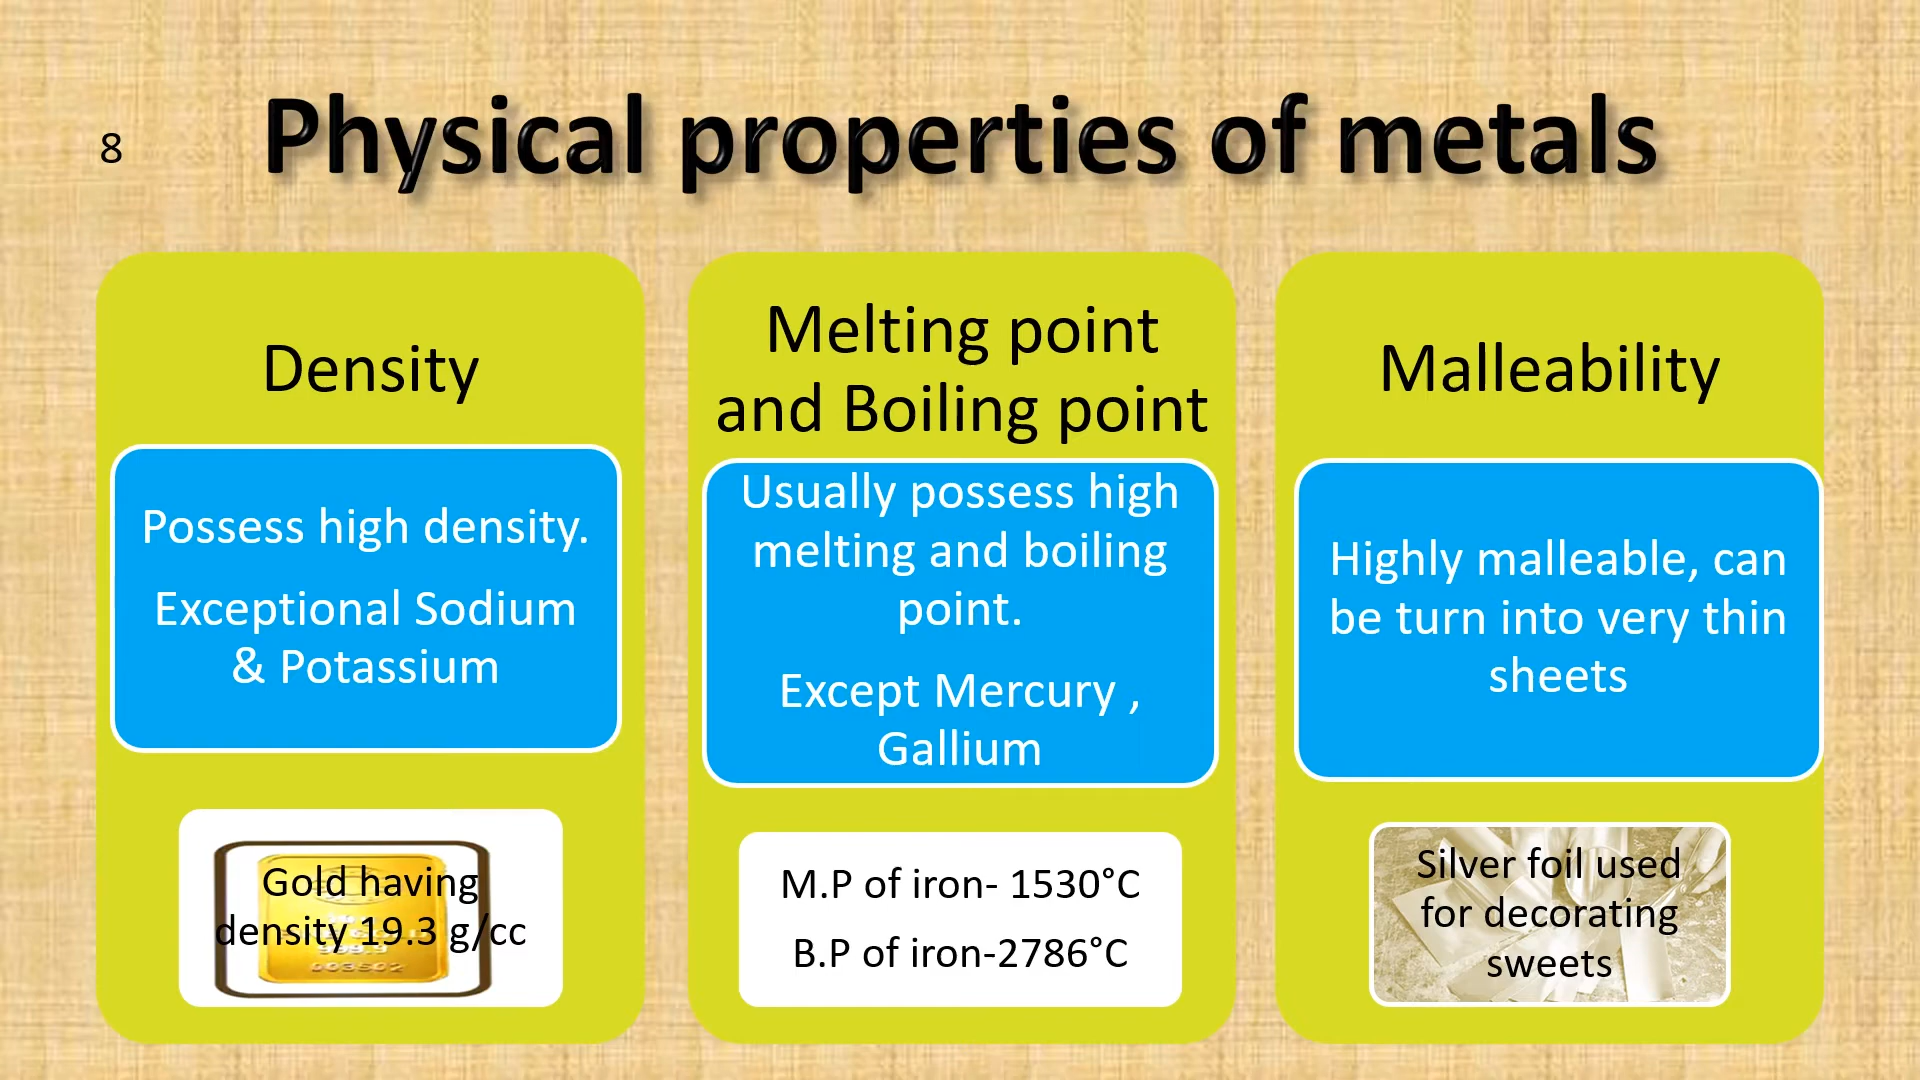 8
Physical properties of metals
Density
Possess high density.
Exceptional Sodium
& Potassium
Gold having
density 19.3 g/cc
Melting point
and Boiling point
Usually possess high
melting and boiling
point.
Except Mercury ,
Gallium
M.P of iron- 1530°C
B.P of iron-2786°C
Malleability
Highly malleable, can
be turn into very thin
sheets
Silver foil used
for decorating
sweets